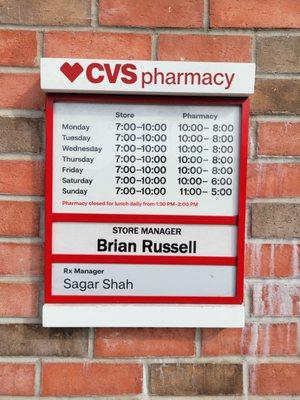 CVS pharmacy
Store Pharmacy
Monday 7:00-10:00 10:00 - 8:00
Tuesday 7:00-10:00 10:00 - 8:00
Wednesday 7:00-10:00 10:00 - 8:00
Thursday 7:00-10:00 10:00 - 8:00
Friday 7:00-10:00 10:00 - 8:00
Saturday 7:00-10:00 10:00 - 6:00
Sunday 7:00-10:00 11:00 - 5:00
Pharmacy closed for lunch daily from 1:30 PM-2:00 PM
STORE MANAGER
Brian Russell
Rx Manager
Sagar Shah